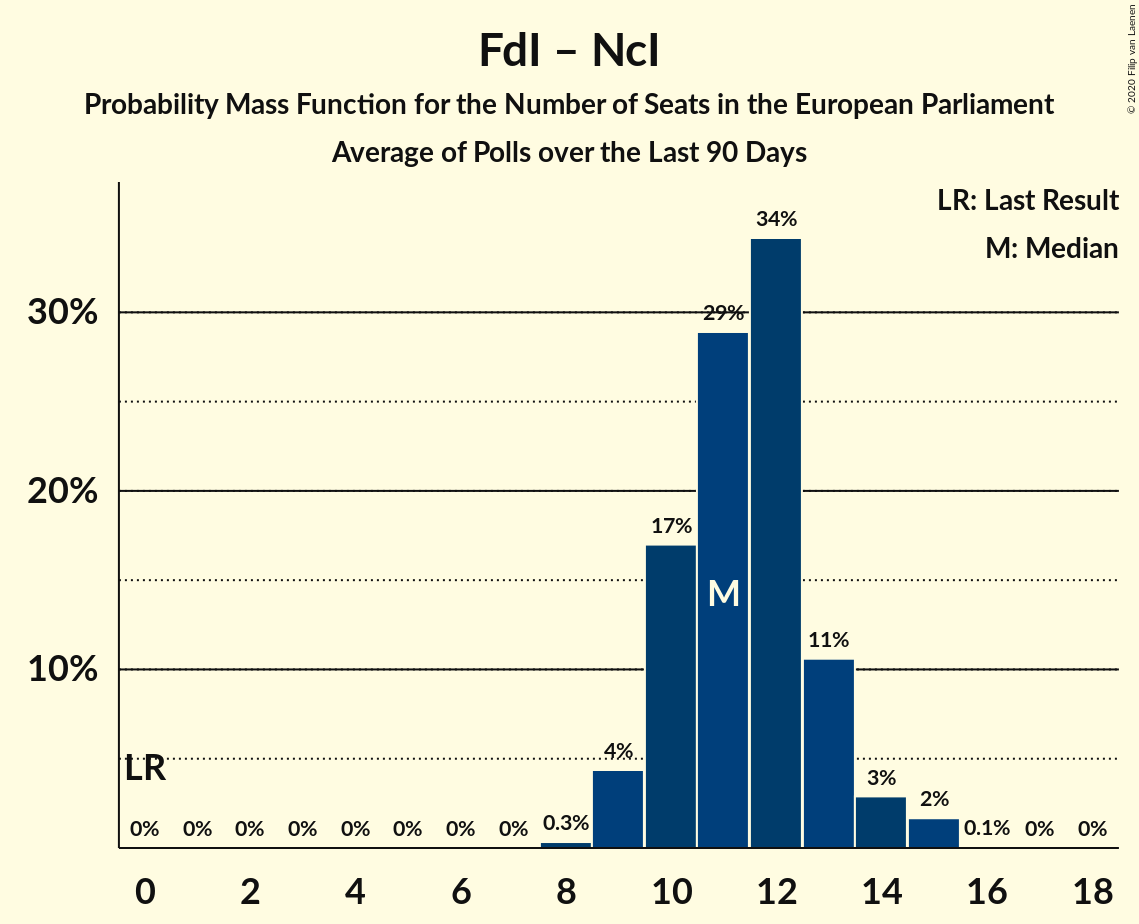 FdI – NcI
Probability Mass Function for the Number of Seats in the European Parliament
Average of Polls over the Last 90 Days
© 2020 Filip van Laenen
LR: Last Result
M: Median
34%
30%
29%
20%
17%
M
11%
10%
LR
4%
3%
2%
0% 0% 0% 0% 0% 0% 0% 0% 0.3% 0.1% 0% 0%
0 2 4 6 8 10 12 14 16 18